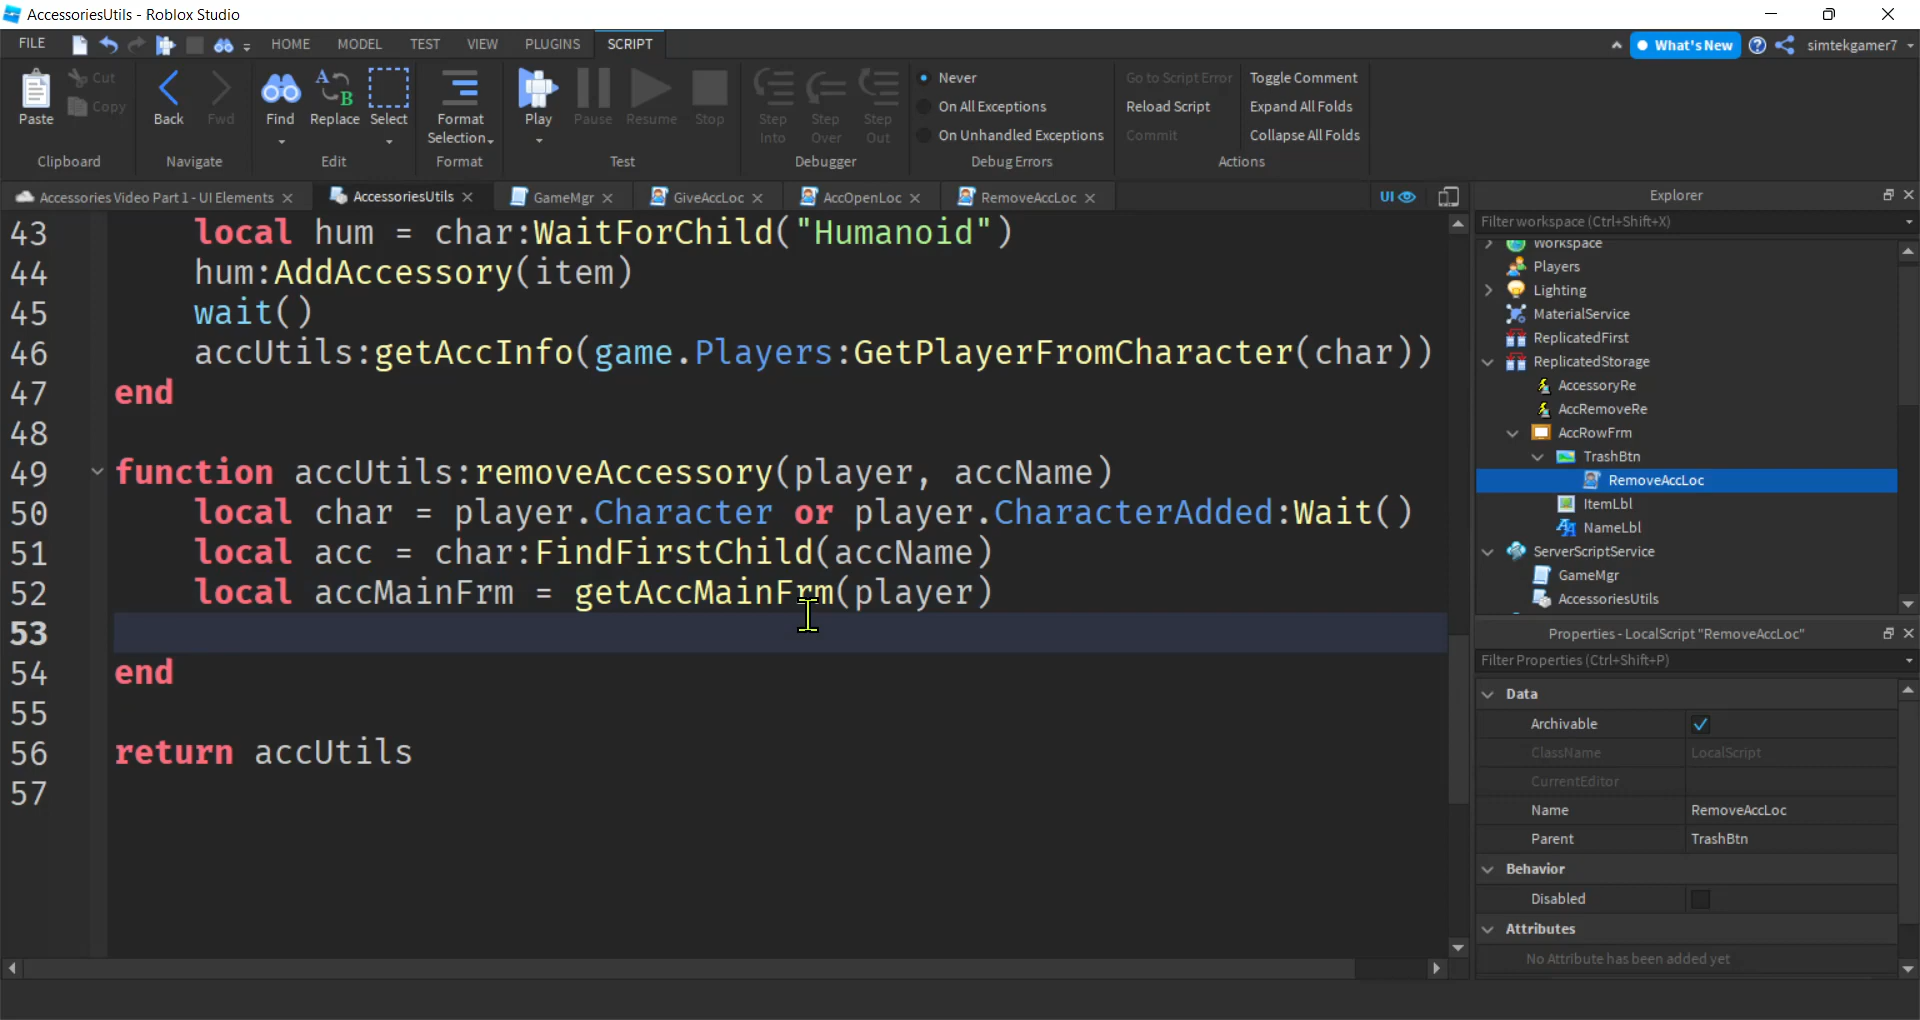 AccessoriesUtils - Roblox Studio
FILE HOME MODEL TEST VIEW PLUGINS SCRIPT What's New simtekgamer7
Paste Cut Copy Back Fwd Find Replace Select Format Selection Play Pause Resume Stop Step Into Step Over Step Out
Never
On All Exceptions
On Unhandled Exceptions
Go to Script Error
Reload Script
Commit
Toggle Comment
Expand All Folds
Collapse All Folds
Clipboard Navigate Edit Format Test Debugger Debug Errors Actions
Accessories Video Part 1 - UI Elements AccessoriesUtils GameMgr GiveAccLoc AccOpenLoc RemoveAccLoc UI
43 local hum = char:WaitForChild("Humanoid")
44 hum:AddAccessory(item)
45 wait()
46 accUtils:getAccInfo(game.Players:GetPlayerFromCharacter(char))
47 end
48
49 function accUtils:removeAccessory(player, accName)
50 local char = player.Character or player.CharacterAdded:Wait()
51 local acc = char:FindFirstChild(accName)
52 local accMainFrm = getAccMainFrm(player)
53
54 end
55
56 return accUtils
57
Explorer
Filter workspace (Ctrl+Shift+X)
Workspace
Players
Lighting
MaterialService
ReplicatedFirst
ReplicatedStorage
AccessoryRe
AccRemoveRe
AccRowFrm
TrashBtn
RemoveAccLoc
ItemLbl
NameLbl
ServerScriptService
GameMgr
AccessoriesUtils
Properties - LocalScript "RemoveAccLoc"
Filter Properties (Ctrl+Shift+P)
Data
Archivable
ClassName LocalScript
CurrentEditor
Name RemoveAccLoc
Parent TrashBtn
Behavior
Disabled
Attributes
No Attribute has been added yet